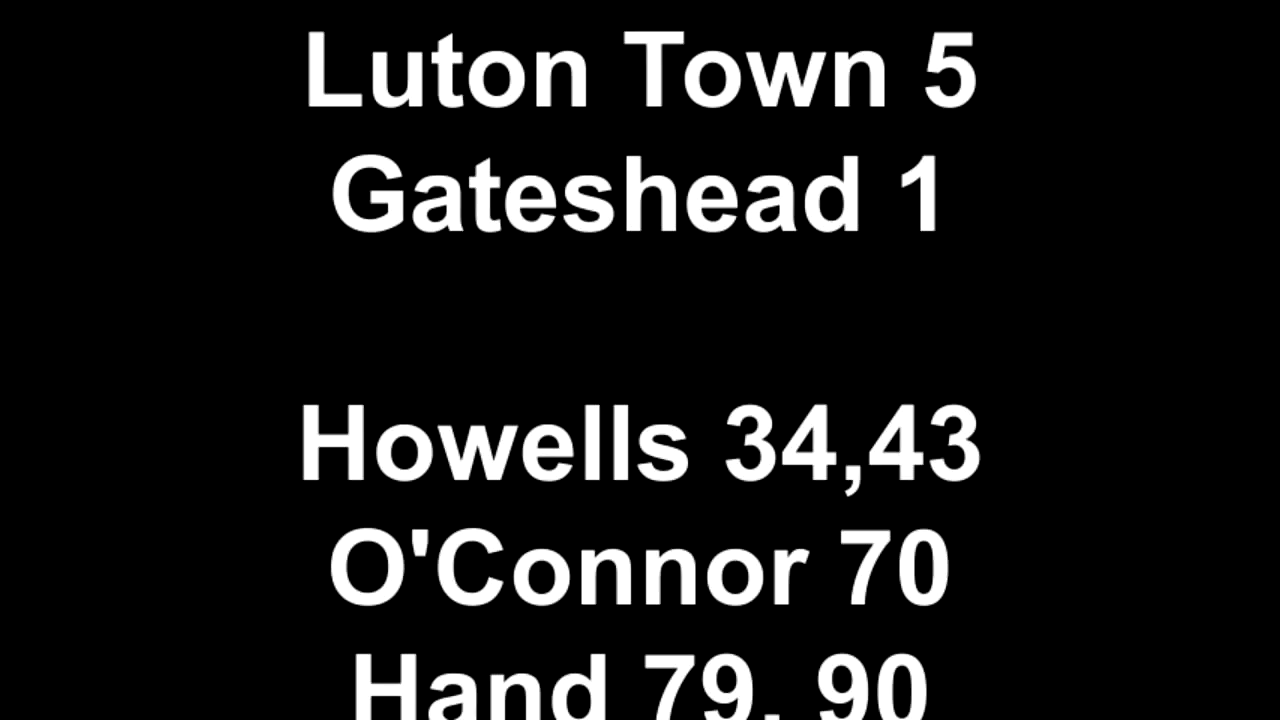 Luton Town 5
Gateshead 1
Howells 34,43
O'Connor 70
Hand 79, 90